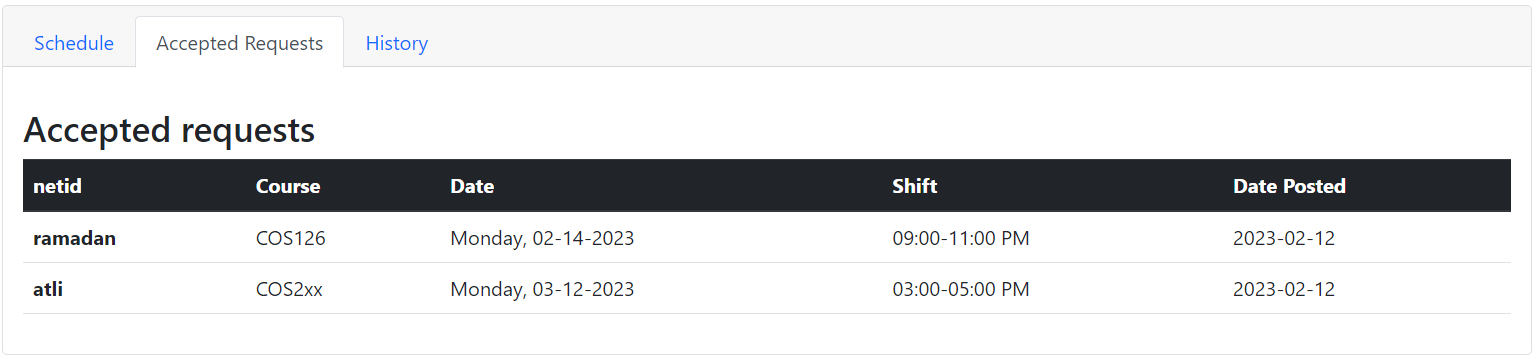 Schedule Accepted Requests History
Accepted requests
netid Course Date Shift Date Posted
ramadan COS126 Monday, 02-14-2023 09:00-11:00 PM 2023-02-12
atli COS2xx Monday, 03-12-2023 03:00-05:00 PM 2023-02-12